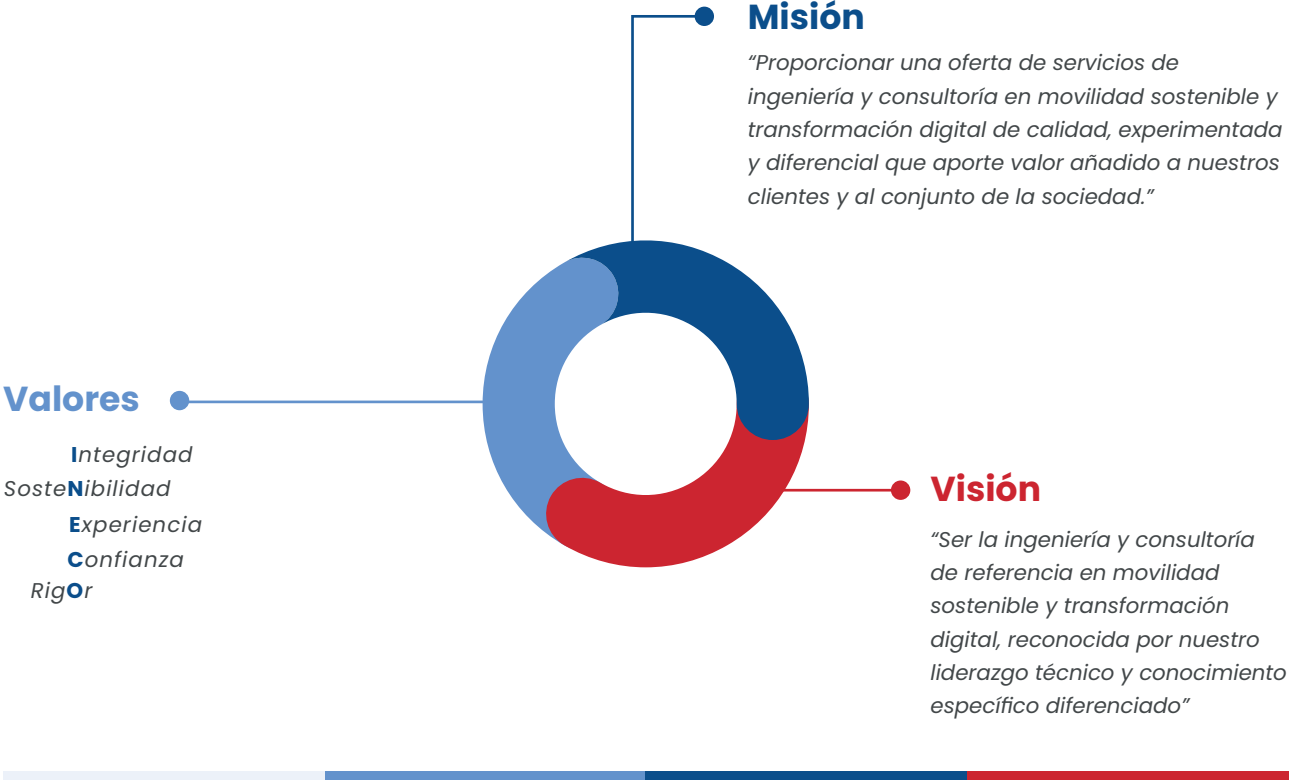 Misión
“Proporcionar una oferta de servicios de
ingeniería y consultoría en movilidad sostenible y
transformación digital de calidad, experimentada
y diferencial que aporte valor añadido a nuestros
clientes y al conjunto de la sociedad.”
Valores
Integridad
SosteNibilidad
Experiencia
Confianza
RigOr
Visión
“Ser la ingeniería y consultoría
de referencia en movilidad
sostenible y transformación
digital, reconocida por nuestro
liderazgo técnico y conocimiento
específico diferenciado”